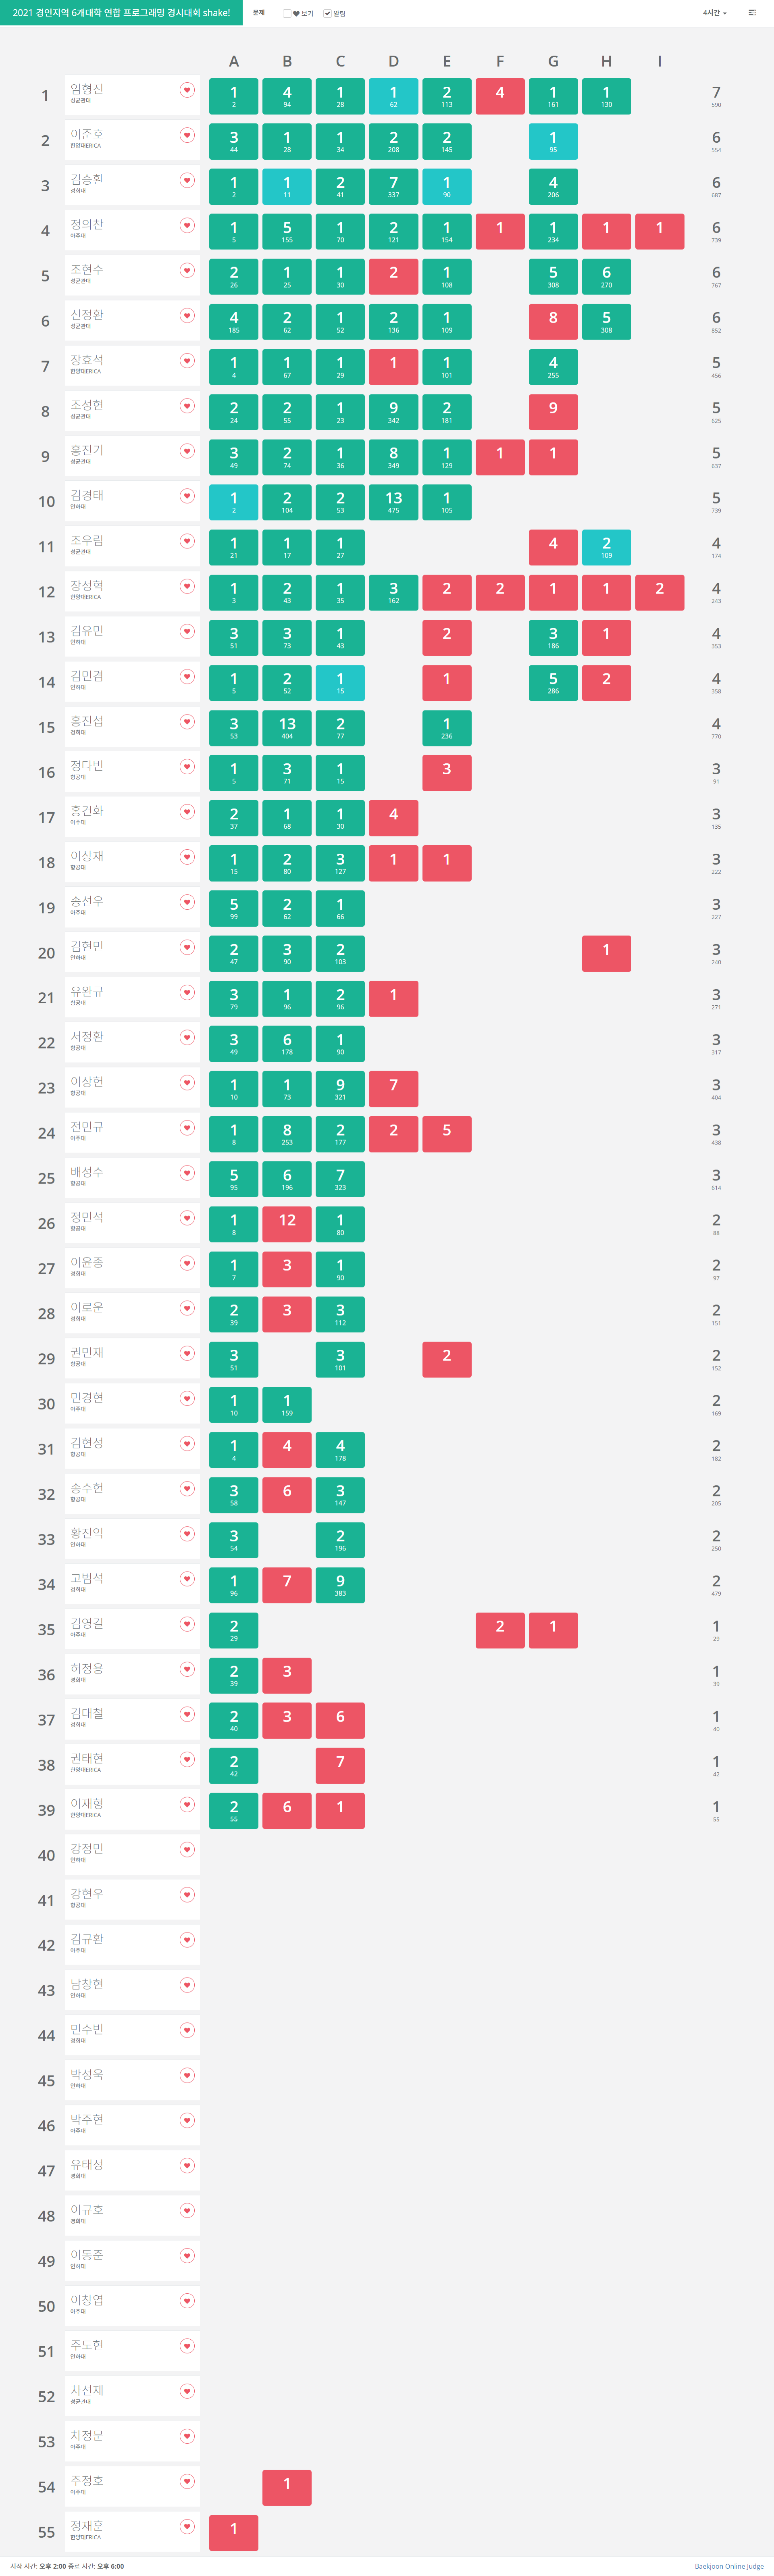 2021 경인지역 6개대학 연합 프로그래밍 경시대회 shake! 문제 보기 알림 4시간
A B C D E F G H I
1 임형진 1 4 1 1 2 4 1 1 7
성균관대 2 94 28 62 113 161 130 590
2 이준호 3 1 1 2 2 1 6
한양대ERICA 44 28 34 208 145 95 554
3 김승환 1 1 2 7 1 4 6
경희대 2 11 41 337 90 206 687
4 정의찬 1 5 1 2 1 1 1 1 1 6
아주대 5 155 70 121 154 234 739
5 조현수 2 1 1 2 1 5 6 6
성균관대 26 25 30 108 308 270 767
6 신정환 4 2 1 2 1 8 5 6
성균관대 185 62 52 136 109 308 852
7 장효석 1 1 1 1 1 4 5
한양대ERICA 4 67 29 101 255 456
8 조성현 2 2 1 9 2 9 5
성균관대 24 55 23 342 181 625
9 홍진기 3 2 1 8 1 1 1 5
성균관대 49 74 36 349 129 637
10 김경태 1 2 2 13 1 5
인하대 2 104 53 475 105 739
11 조우림 1 1 1 4 2 4
성균관대 21 17 27 109 174
12 장성혁 1 2 1 3 2 2 1 1 2 4
한양대ERICA 3 43 35 162 243
13 김유민 3 3 1 2 3 1 4
인하대 51 73 43 186 353
14 김민겸 1 2 1 1 5 2 4
인하대 5 52 15 286 358
15 홍진섭 3 13 2 1 4
경희대 53 404 77 236 770
16 정다빈 1 3 1 3 3
항공대 5 71 15 91
17 홍건화 2 1 1 4 3
아주대 37 68 30 135
18 이상재 1 2 3 1 1 3
항공대 15 80 127 222
19 송선우 5 2 1 3
아주대 99 62 66 227
20 김현민 2 3 2 1 3
인하대 47 90 103 240
21 유완규 3 1 2 1 3
항공대 79 96 96 271
22 서정환 3 6 1 3
항공대 49 178 90 317
23 이상헌 1 1 9 7 3
항공대 10 73 321 404
24 전민규 1 8 2 2 5 3
아주대 8 253 177 438
25 배성수 5 6 7 3
항공대 95 196 323 614
26 정민석 1 12 1 2
항공대 8 80 88
27 이윤종 1 3 1 2
경희대 7 90 97
28 이로운 2 3 3 2
경희대 39 112 151
29 권민재 3 3 2 2
항공대 51 101 152
30 민경현 1 1 2
아주대 10 159 169
31 김현성 1 4 4 2
항공대 4 178 182
32 송수헌 3 6 3 2
항공대 58 147 205
33 황진익 3 2 2
인하대 54 196 250
34 고범석 1 7 9 2
경희대 96 383 479
35 김영길 2 2 1 1
아주대 29 29
36 허정용 2 3 1
경희대 39 39
37 김대철 2 3 6 1
경희대 40 40
38 권태현 2 7 1
한양대ERICA 42 42
39 이재형 2 6 1 1
한양대ERICA 55 55
40 강정민
인하대
41 강현우
항공대
42 김규환
아주대
43 남창현
인하대
44 민수빈
경희대
45 박성욱
인하대
46 박주현
아주대
47 유태성
경희대
48 이규호
경희대
49 이동준
인하대
50 이창엽
아주대
51 주도현
인하대
52 차선제
성균관대
53 차정문
아주대
54 주정호 1
아주대
55 정재훈 1
한양대ERICA
시작 시간: 오후 2:00 종료 시간: 오후 6:00 Baekjoon Online Judge